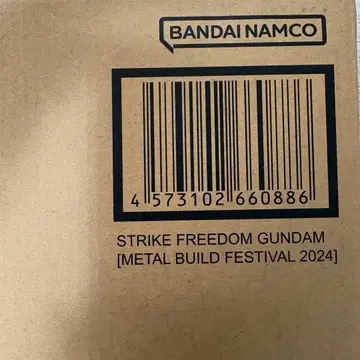 BANDAI NAMCO
4 573102 660886
STRIKE FREEDOM GUNDAM
[METAL BUILD FESTIVAL 2024]